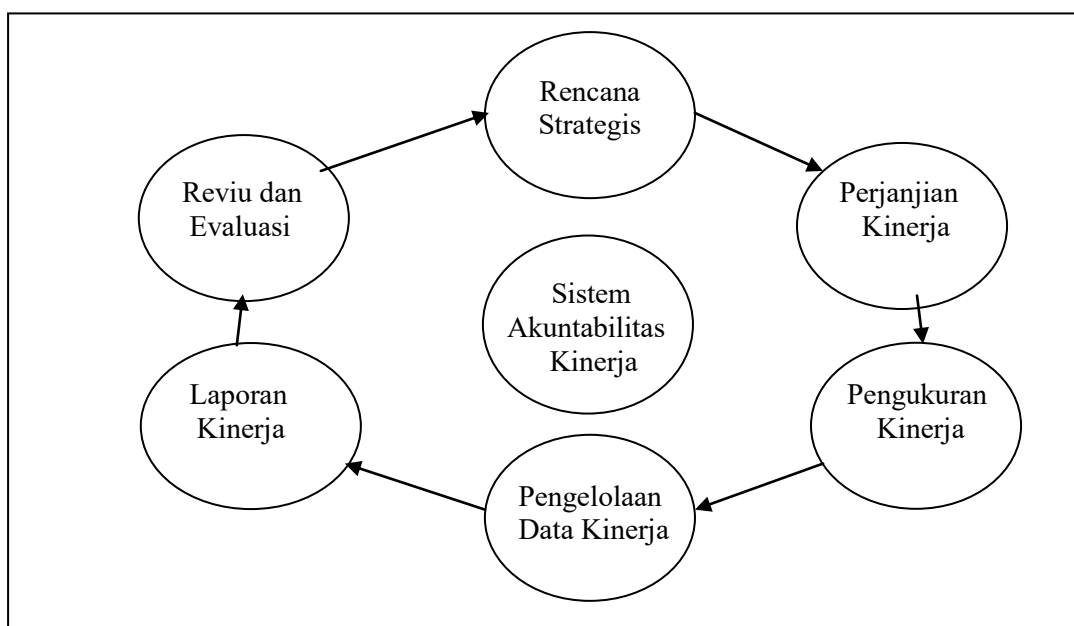 Rencana
Strategis
Perjanjian
Kinerja
Pengukuran
Kinerja
Pengelolaan
Data Kinerja
Laporan
Kinerja
Reviu dan
Evaluasi
Sistem
Akuntabilitas
Kinerja